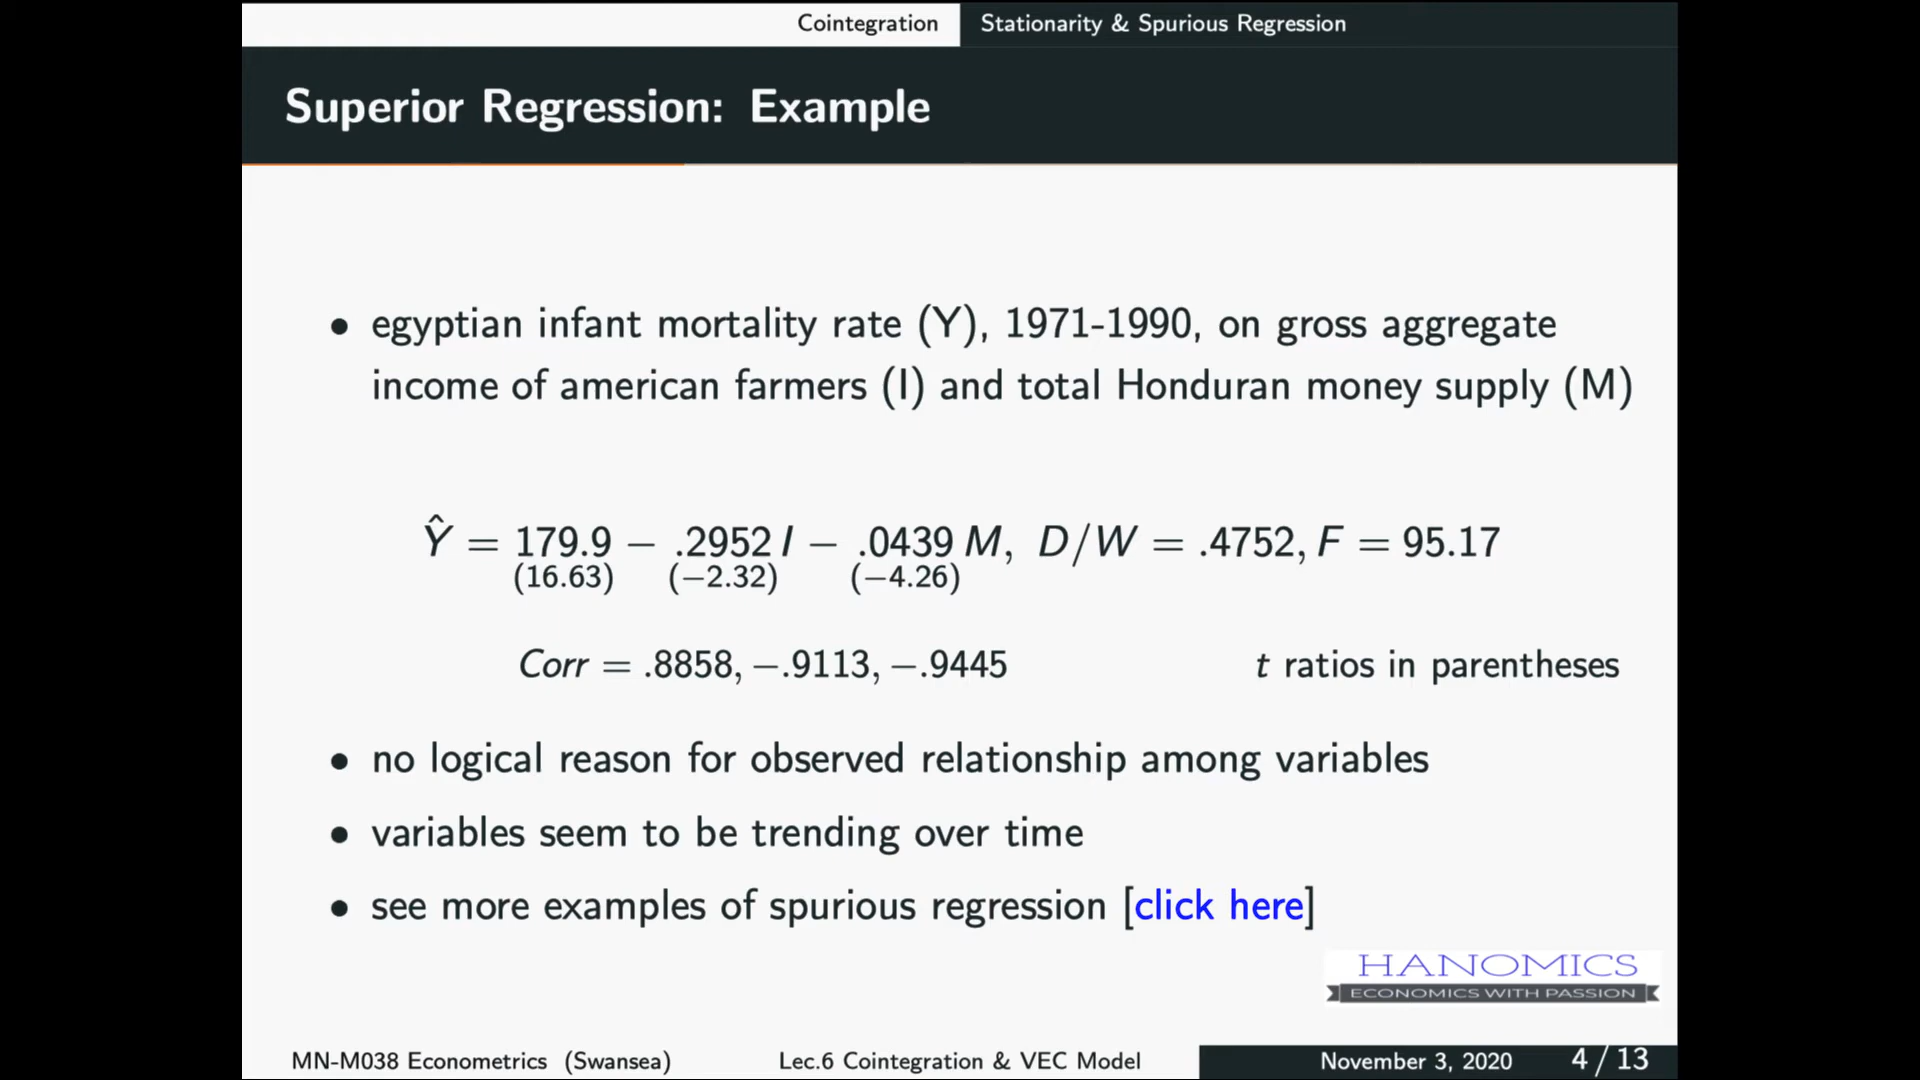 Cointegration Stationarity & Spurious Regression
Superior Regression: Example
• egyptian infant mortality rate (Y), 1971-1990, on gross aggregate
income of american farmers (I) and total Honduran money supply (M)
Ŷ = 179.9 − .2952 I − .0439 M, D/W = .4752, F = 95.17
(16.63) (−2.32) (−4.26)
Corr = .8858, −.9113, −.9445 t ratios in parentheses
• no logical reason for observed relationship among variables
• variables seem to be trending over time
• see more examples of spurious regression [click here]
HANOMICS
ECONOMICS WITH PASSION
MN-M038 Econometrics (Swansea) Lec.6 Cointegration & VEC Model November 3, 2020 4 / 13